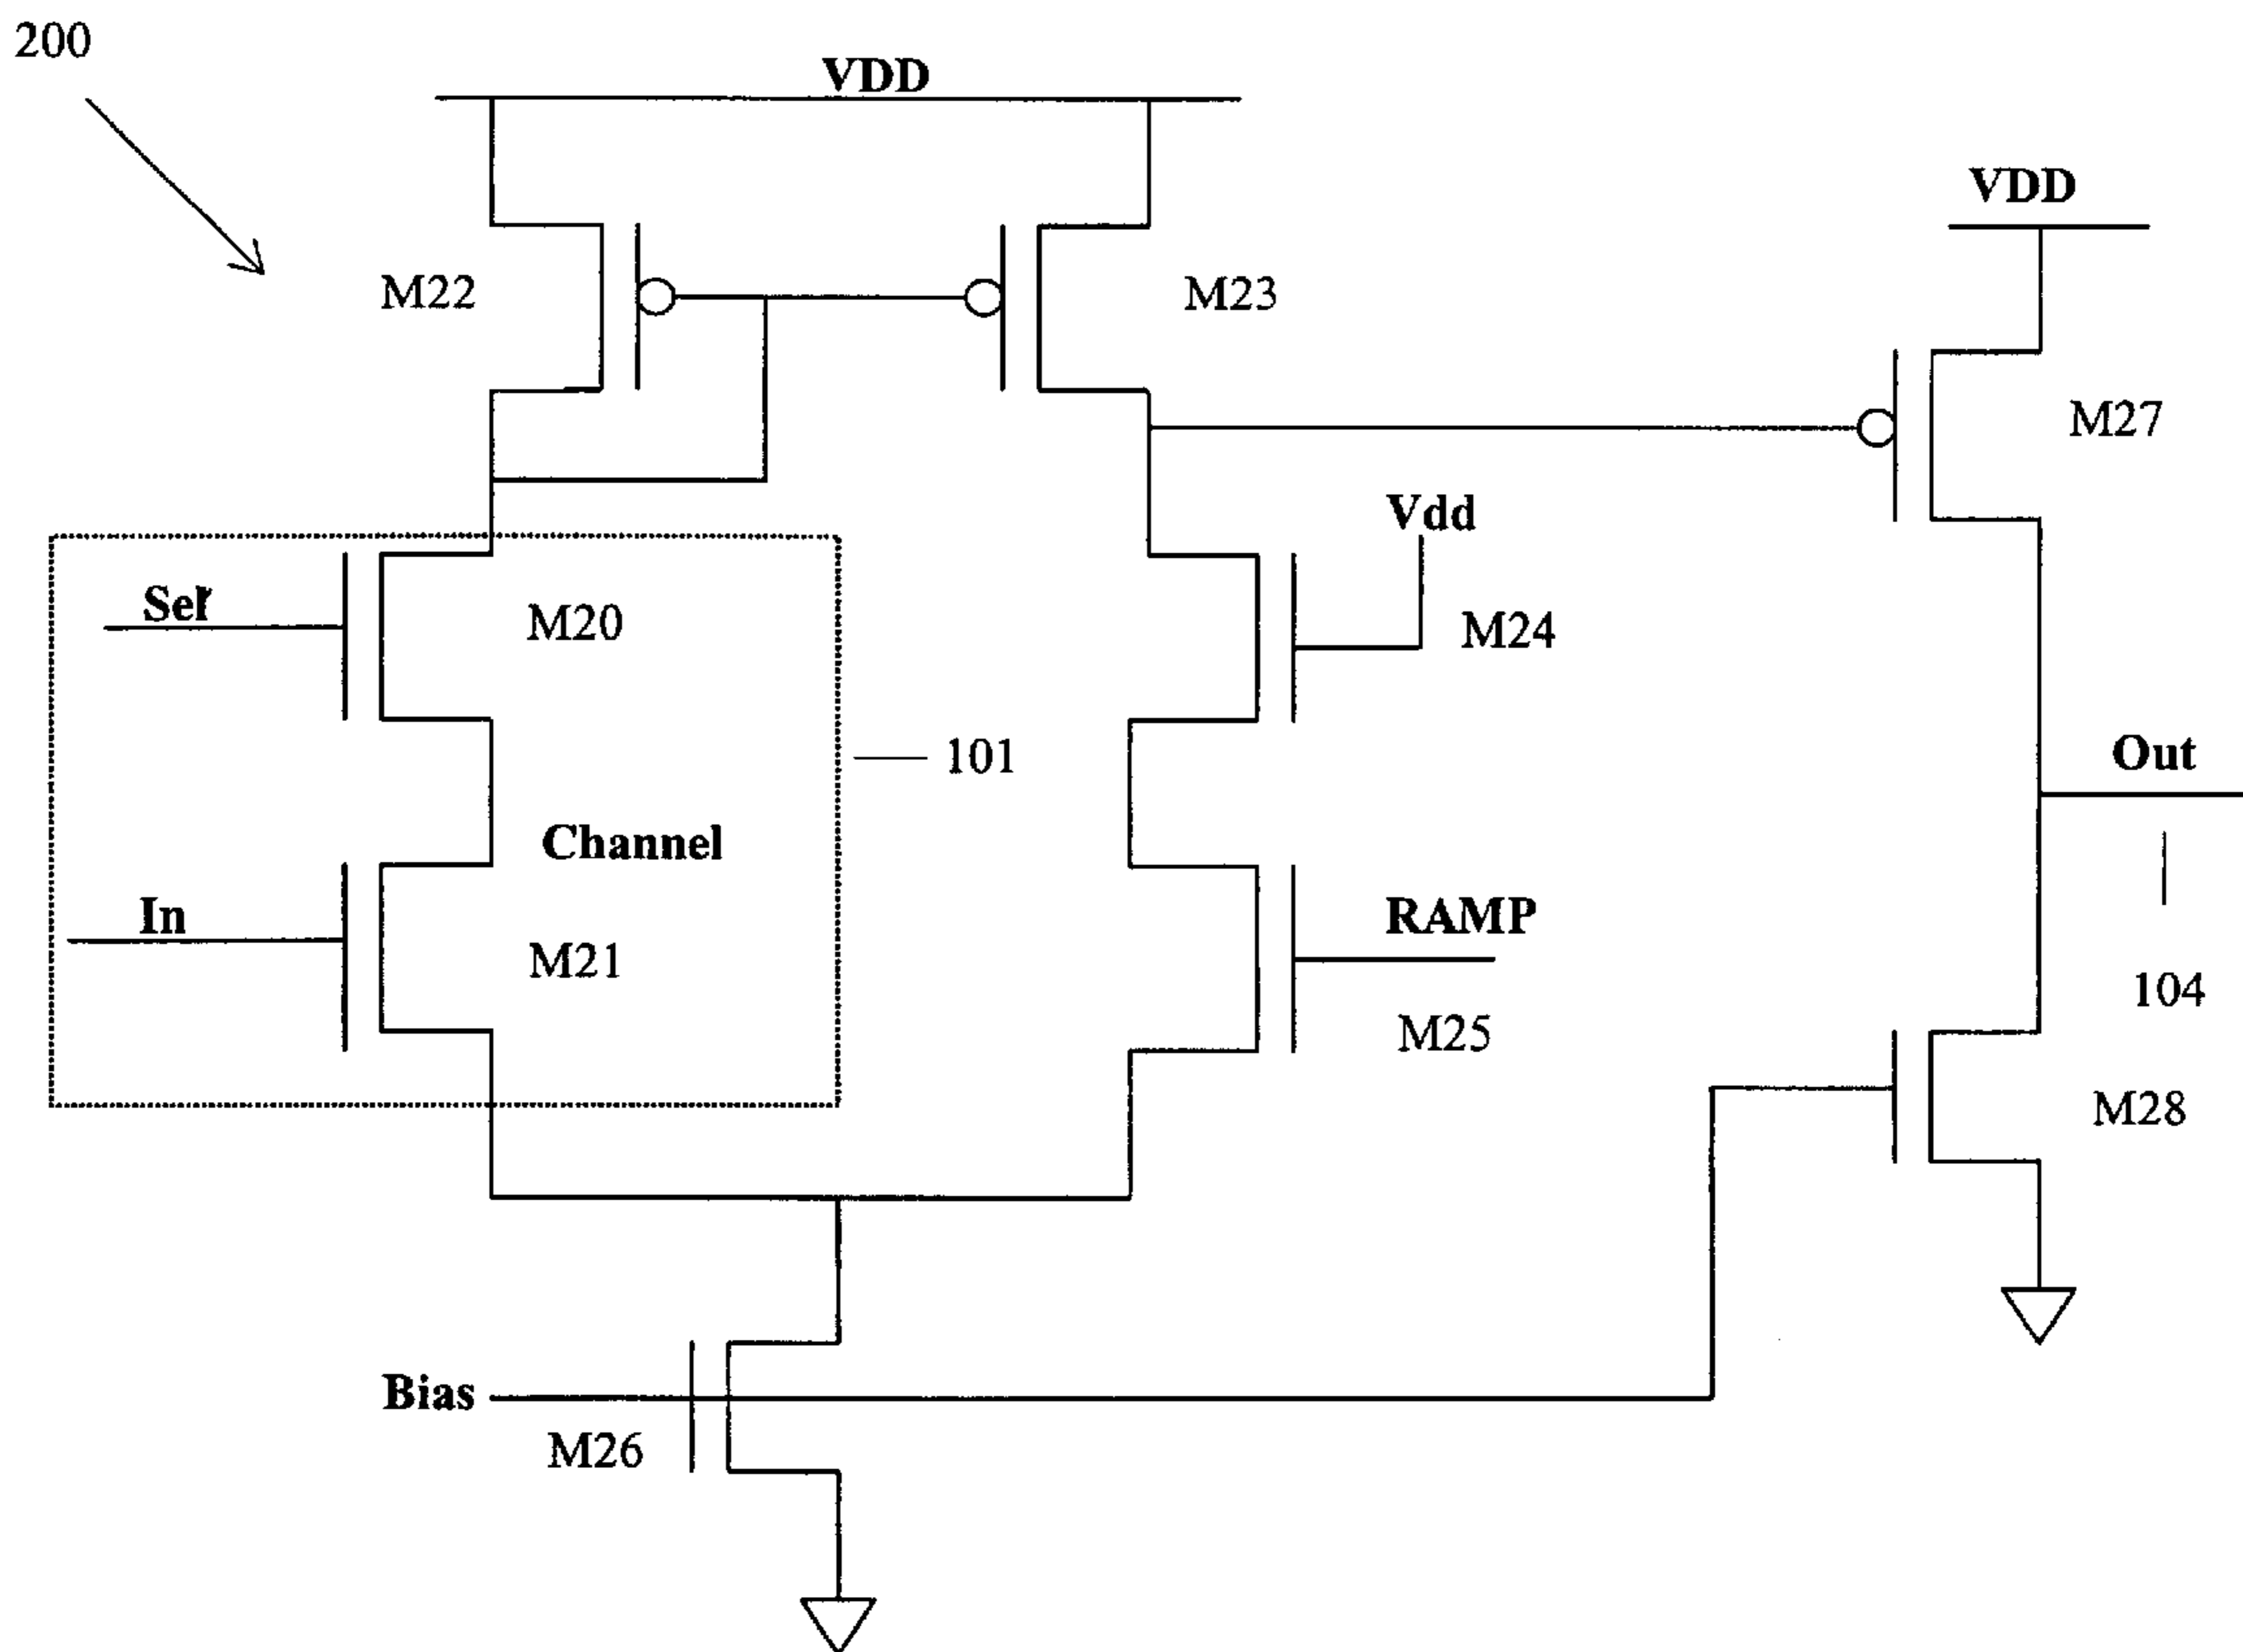 200
VDD
VDD
M22
M23
M27
Vdd
Sel
M20
M24
101
Out
Channel
In
RAMP
M21
104
M25
M28
Bias
M26